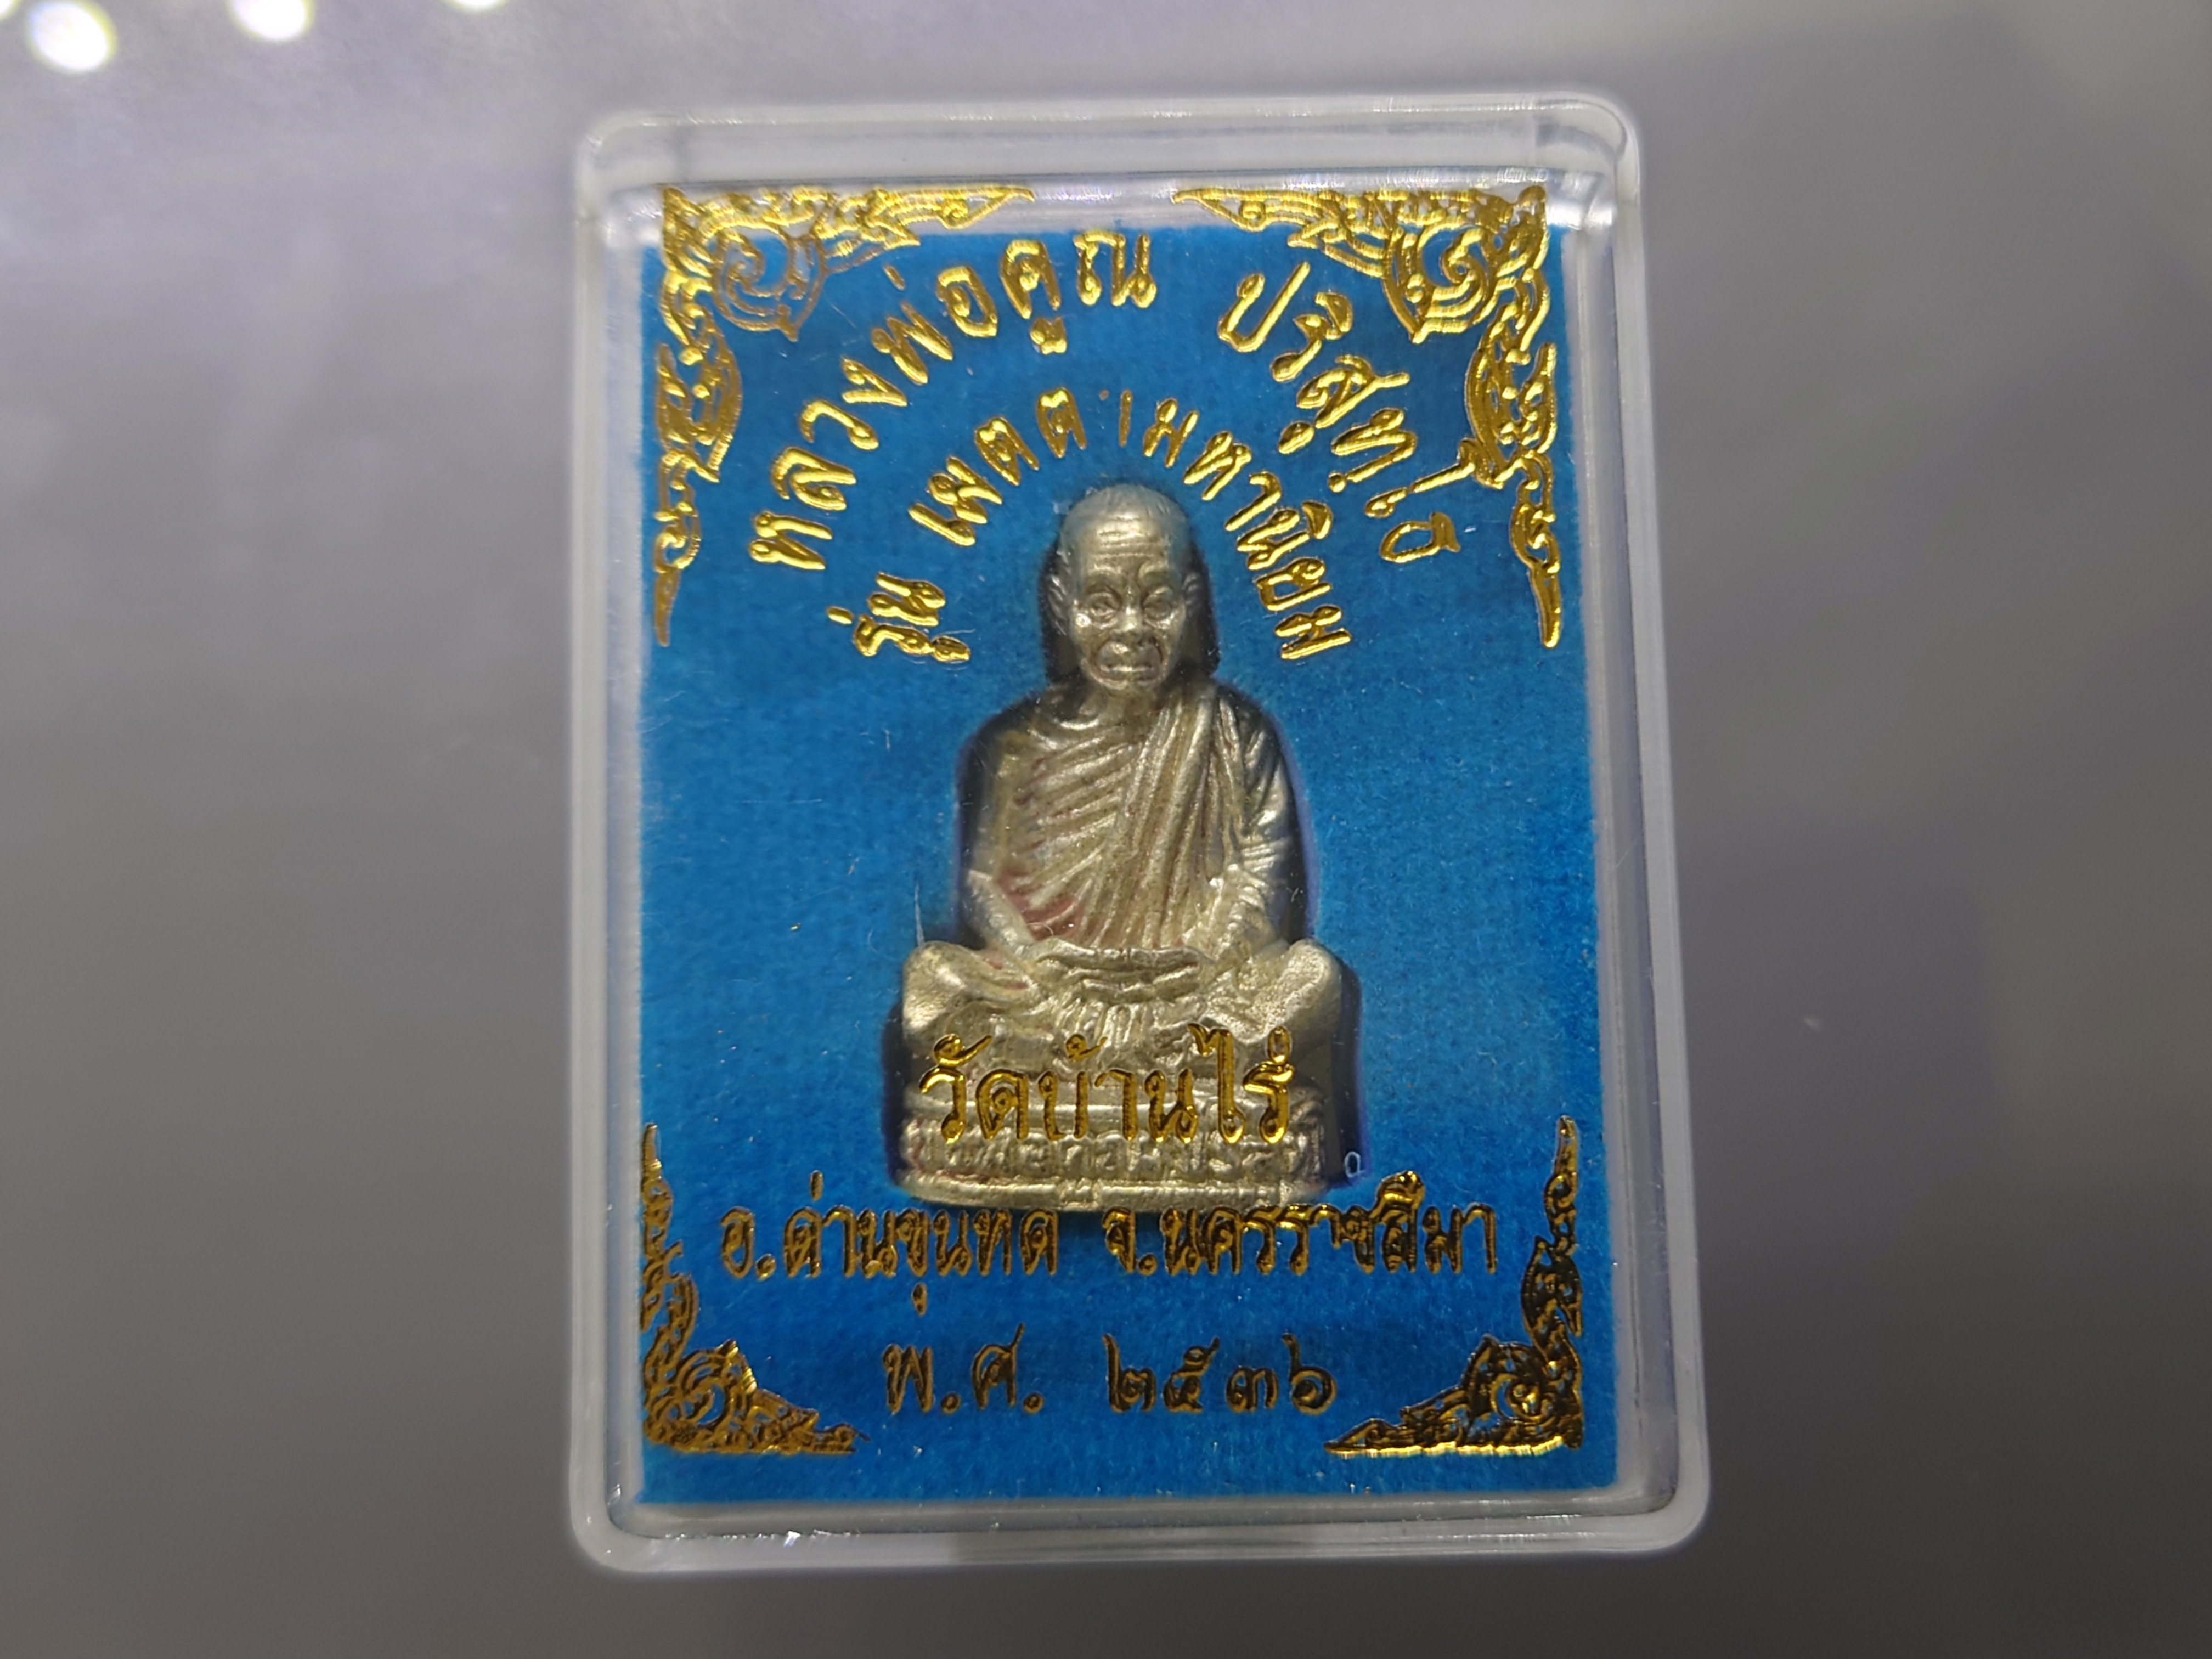 หลวงพ่อคูณ ปริสุทฺโธ
รุ่น เมตตามหานิยม
วัดบ้านไร่
อ.ด่านขุนทด จ.นครราชสีมา
พ.ศ. ๒๕๓๖